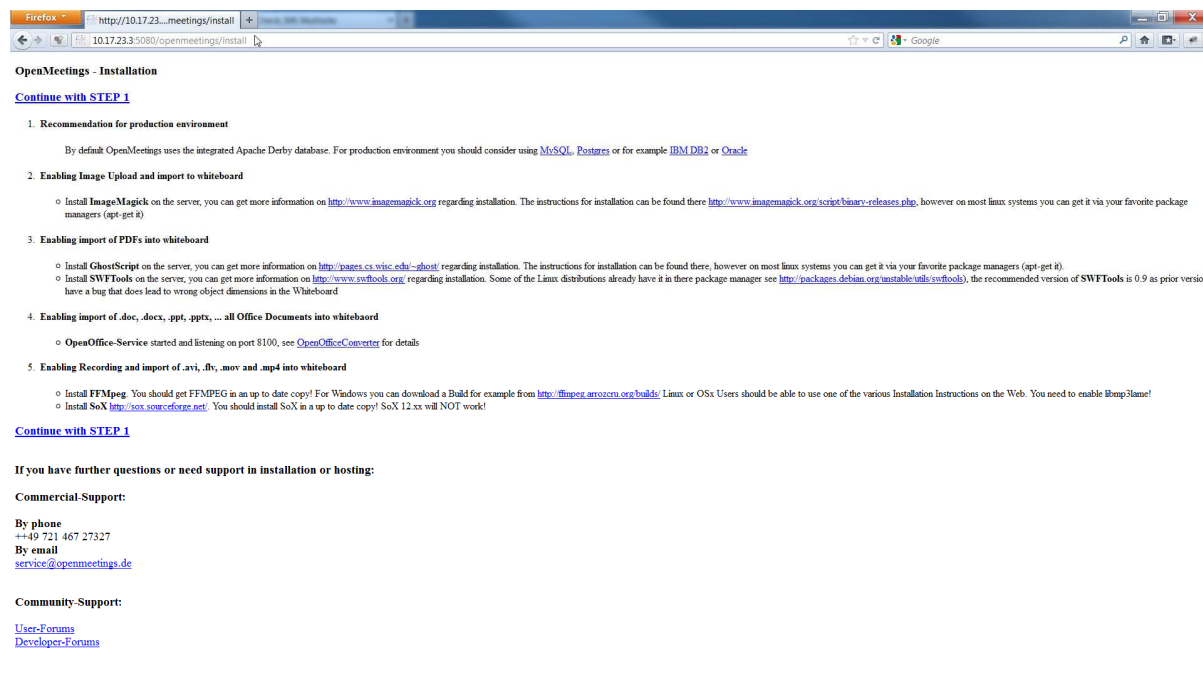 Firefox
http://10.17.23....meetings/install
10.17.23.3:5080/openmeetings/install
Google
OpenMeetings - Installation
Continue with STEP 1
1. Recommendation for production environment
By default OpenMeetings uses the integrated Apache Derby database. For production environment you should consider using MySQL, Postgres or for example IBM DB2 or Oracle
2. Enabling Image Upload and import to whiteboard
Install ImageMagick on the server, you can get more information on http://www.imagemagick.org regarding installation. The instructions for installation can be found there http://www.imagemagick.org/script/binary-releases.php, however on most linux systems you can get it via your favorite package
managers (apt-get it)
3. Enabling import of PDFs into whiteboard
Install GhostScript on the server, you can get more information on http://pages.cs.wisc.edu/~ghost/ regarding installation. The instructions for installation can be found there, however on most linux systems you can get it via your favorite package managers (apt-get it).
Install SWFTools on the server, you can get more information on http://www.swftools.org/ regarding installation. Some of the Linux distributions already have it in there package manager see http://packages.debian.org/unstable/utils/swftools), the recommended version of SWFTools is 0.9 as prior versio
have a bug that does lead to wrong object dimensions in the Whiteboard
4. Enabling import of .doc, .docx, .ppt, .pptx, ... all Office Documents into whitebaord
OpenOffice-Service started and listening on port 8100, see OpenOfficeConverter for details
5. Enabling Recording and import of .avi, .flv, .mov and .mp4 into whiteboard
Install FFMpeg. You should get FFMPEG in an up to date copy! For Windows you can download a Build for example from http://ffmpeg.arrozcru.org/builds/ Linux or OSx Users should be able to use one of the various Installation Instructions on the Web. You need to enable libmp3lame!
Install SoX http://sox.sourceforge.net/. You should install SoX in a up to date copy! SoX 12.xx will NOT work!
Continue with STEP 1
If you have further questions or need support in installation or hosting:
Commercial-Support:
By phone
++49 721 467 27327
By email
service@openmeetings.de
Community-Support:
User-Forums
Developer-Forums